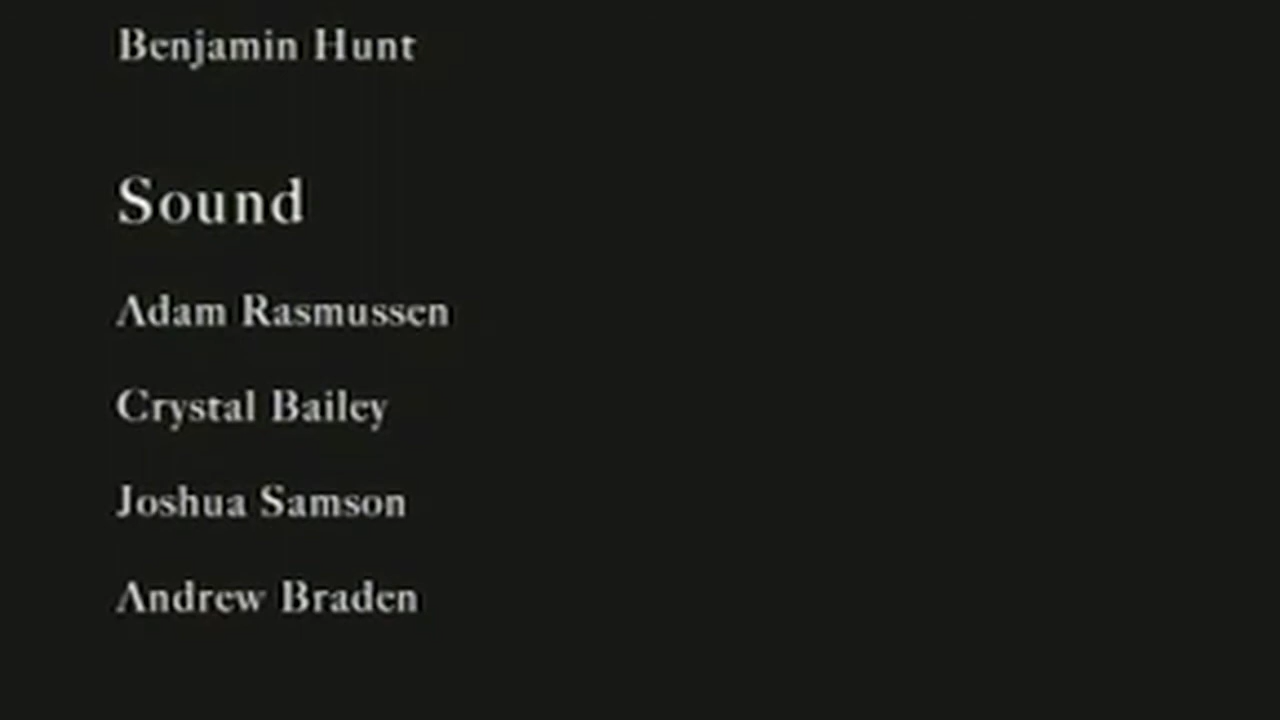 Benjamin Hunt
Sound
Adam Rasmussen
Crystal Bailey
Joshua Samson
Andrew Braden